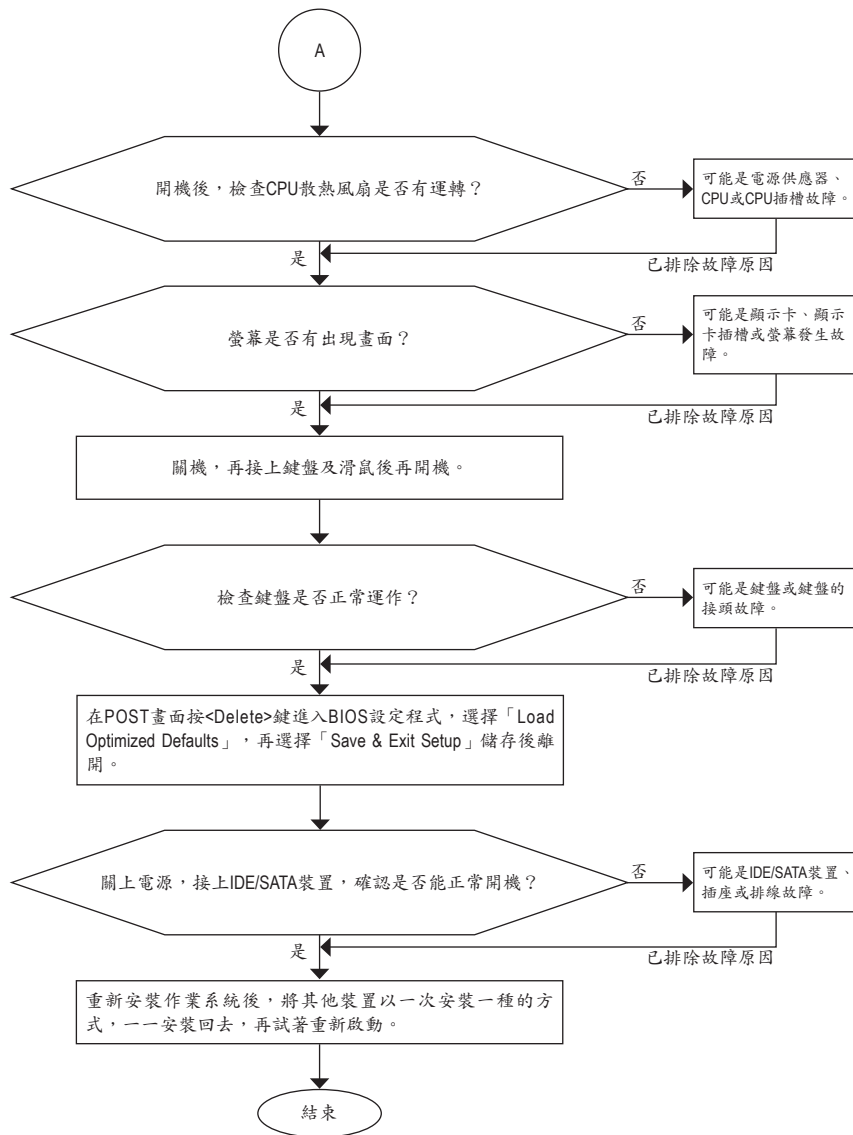 A
開機後，檢查CPU散熱風扇是否有運轉？
否
可能是電源供應器、
CPU或CPU插槽故障。
是
已排除故障原因
螢幕是否有出現畫面？
否
可能是顯示卡、顯示
卡插槽或螢幕發生故
障。
是
已排除故障原因
關機，再接上鍵盤及滑鼠後再開機。
檢查鍵盤是否正常運作？
否
可能是鍵盤或鍵盤的
接頭故障。
是
已排除故障原因
在POST畫面按<Delete>鍵進入BIOS設定程式，選擇「Load
Optimized Defaults」，再選擇「Save & Exit Setup」儲存後離
開。
關上電源，接上IDE/SATA裝置，確認是否能正常開機？
否
可能是IDE/SATA裝置、
插座或排線故障。
是
已排除故障原因
重新安裝作業系統後，將其他裝置以一次安裝一種的方
式，一一安裝回去，再試著重新啟動。
結束